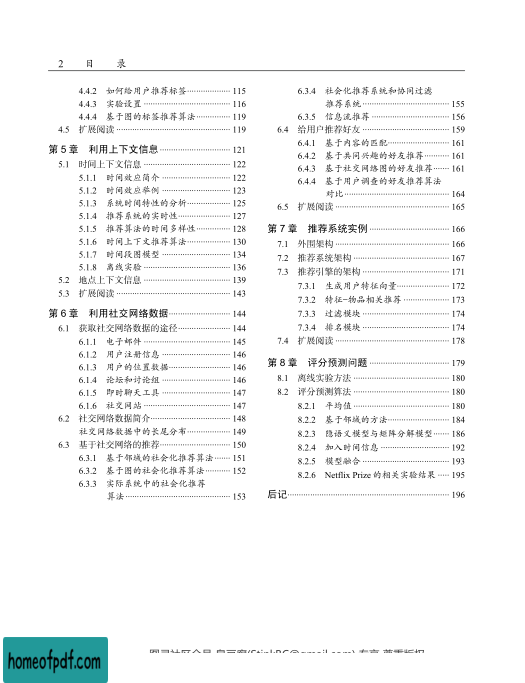 2 目 录
4.4.2 如何给用户推荐标签 115
4.4.3 实验设置 116
4.4.4 基于图的标签推荐算法 119
4.5 扩展阅读 119
第 5 章 利用上下文信息 121
5.1 时间上下文信息 122
5.1.1 时间效应简介 122
5.1.2 时间效应举例 123
5.1.3 系统时间特性的分析 125
5.1.4 推荐系统的实时性 127
5.1.5 推荐算法的时间多样性 128
5.1.6 时间上下文推荐算法 130
5.1.7 时间段图模型 134
5.1.8 离线实验 136
5.2 地点上下文信息 139
5.3 扩展阅读 143
第 6 章 利用社交网络数据 144
6.1 获取社交网络数据的途径 144
6.1.1 电子邮件 145
6.1.2 用户注册信息 146
6.1.3 用户的位置数据 146
6.1.4 论坛和讨论组 146
6.1.5 即时聊天工具 147
6.1.6 社交网站 147
6.2 社交网络数据简介 148
社交网络数据中的长尾分布 149
6.3 基于社交网络的推荐 150
6.3.1 基于邻域的社会化推荐算法 151
6.3.2 基于图的社会化推荐算法 152
6.3.3 实际系统中的社会化推荐
算法 153
6.3.4 社会化推荐系统和协同过滤
推荐系统 155
6.3.5 信息流推荐 156
6.4 给用户推荐好友 159
6.4.1 基于内容的匹配 161
6.4.2 基于共同兴趣的好友推荐 161
6.4.3 基于社交网络图的好友推荐 161
6.4.4 基于用户调查的好友推荐算法
对比 164
6.5 扩展阅读 165
第 7 章 推荐系统实例 166
7.1 外围架构 166
7.2 推荐系统架构 167
7.3 推荐引擎的架构 171
7.3.1 生成用户特征向量 172
7.3.2 特征-物品相关推荐 173
7.3.3 过滤模块 174
7.3.4 排名模块 174
7.4 扩展阅读 178
第 8 章 评分预测问题 179
8.1 离线实验方法 180
8.2 评分预测算法 180
8.2.1 平均值 180
8.2.2 基于邻域的方法 184
8.2.3 隐语义模型与矩阵分解模型 186
8.2.4 加入时间信息 192
8.2.5 模型融合 193
8.2.6 Netflix Prize 的相关实验结果 195
后记 196
homeofpdf.com